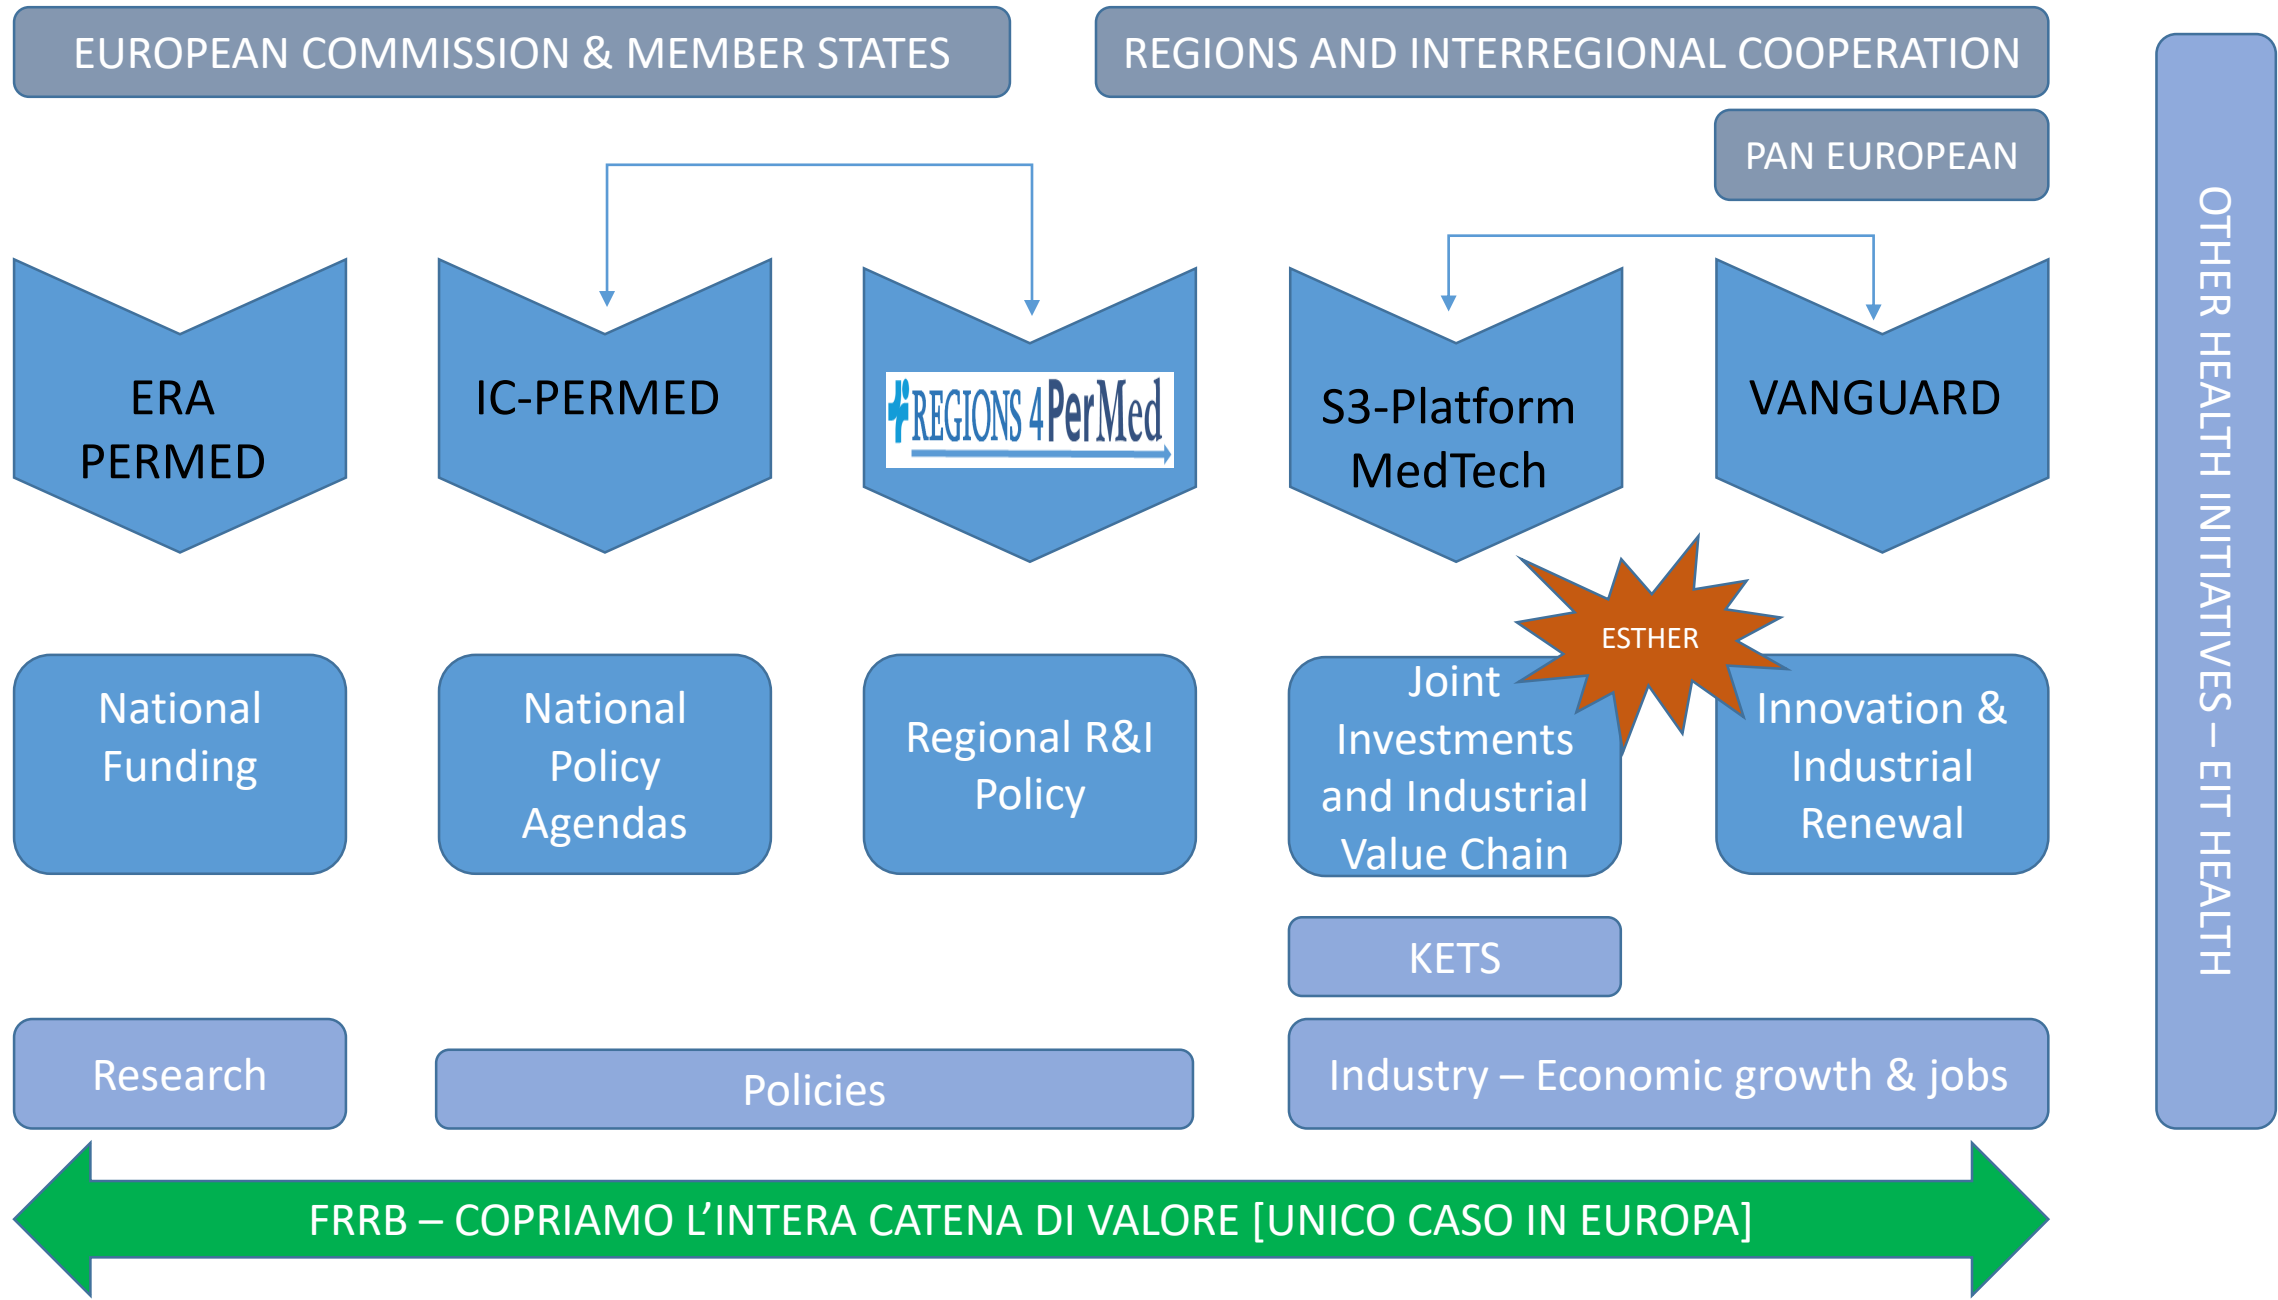 EUROPEAN COMMISSION & MEMBER STATES
REGIONS AND INTERREGIONAL COOPERATION
PAN EUROPEAN
ERA
PERMED
IC-PERMED
REGIONS 4 PerMed
S3-Platform
MedTech
VANGUARD
ESTHER
National
Funding
National
Policy
Agendas
Regional R&I
Policy
Joint
Investments
and Industrial
Value Chain
Innovation &
Industrial
Renewal
KETS
Research
Policies
Industry – Economic growth & jobs
FRRB – COPRIAMO L’INTERA CATENA DI VALORE [UNICO CASO IN EUROPA]
OTHER HEALTH INITIATIVES – EIT HEALTH